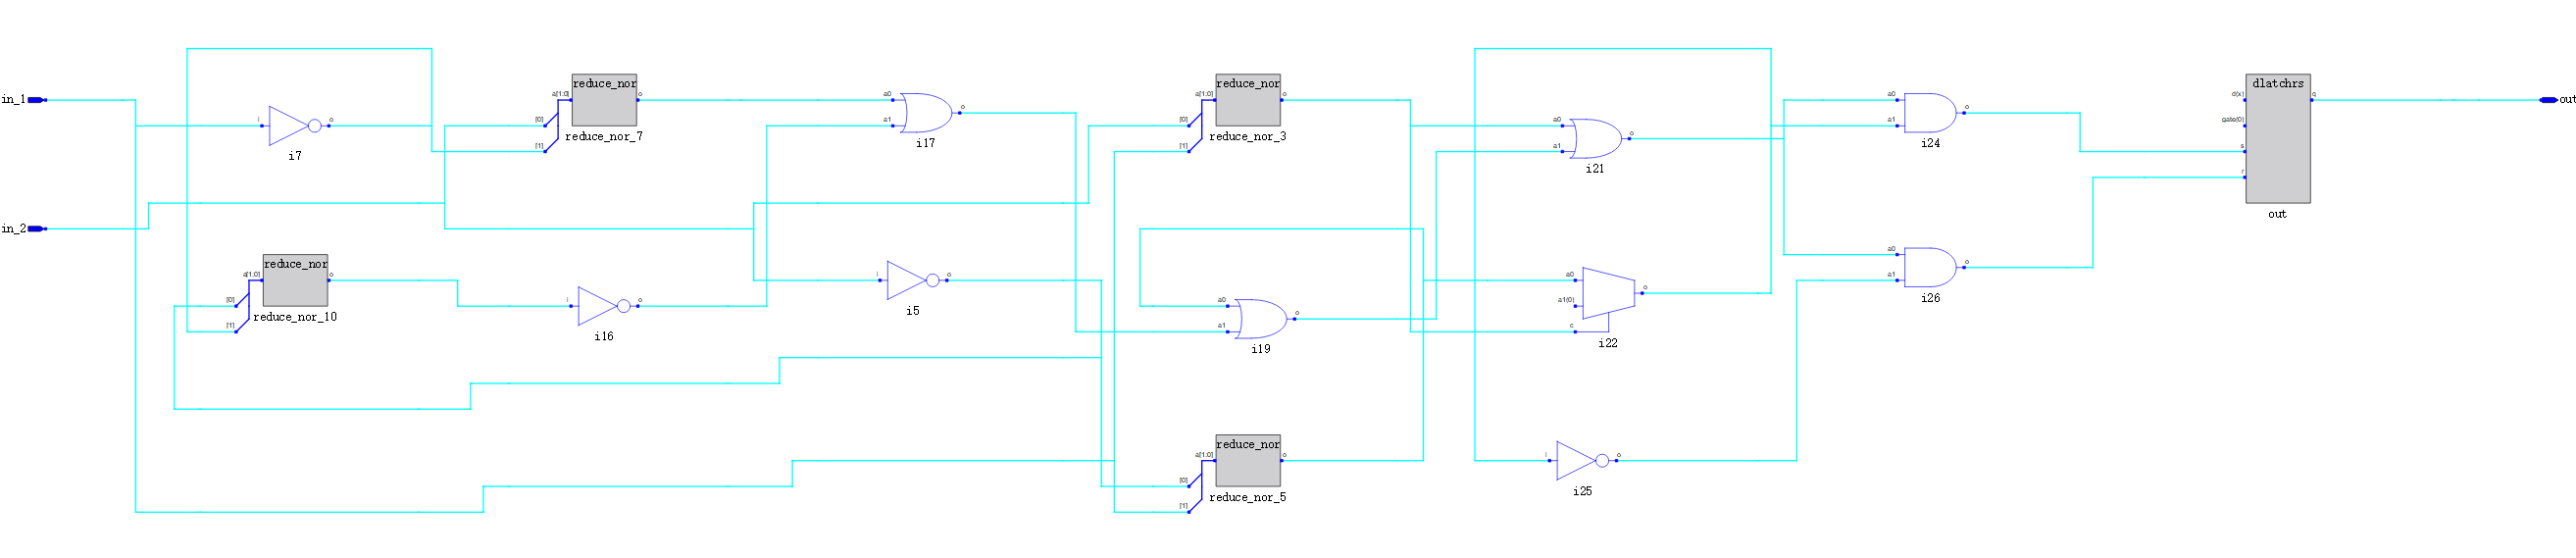 in_1
in_2
i
o
i7
reduce_nor
a[1:0]
[0]
[1]
o
reduce_nor_7
a0
a1
o
i17
reduce_nor
a[1:0]
[0]
[1]
o
reduce_nor_3
a0
a1
o
i21
a0
a1
o
i24
dlatchrs
d(x)
gate(0)
s
r
q
out
out
reduce_nor
a[1:0]
[0]
[1]
o
reduce_nor_10
i
o
i16
i
o
i5
a0
a1
o
i19
a0
a1(0)
c
o
i22
a0
a1
o
i26
reduce_nor
a[1:0]
[0]
[1]
o
reduce_nor_5
i
o
i25